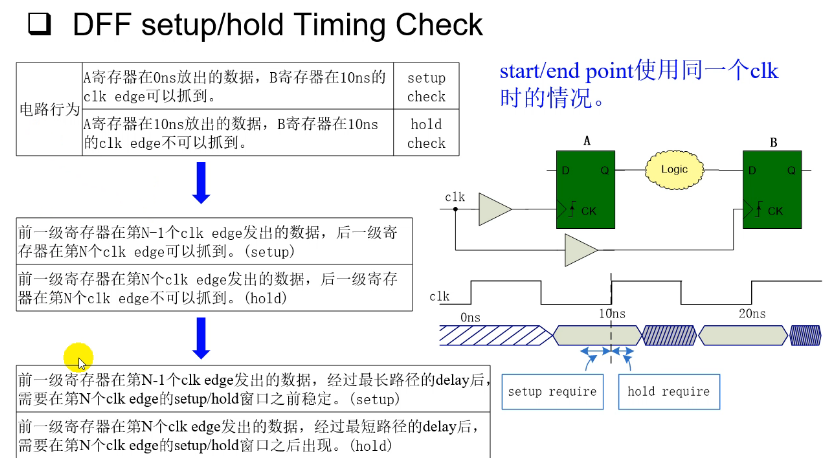 DFF setup/hold Timing Check
电路行为
A寄存器在0ns放出的数据，B寄存器在10ns的
clk edge可以抓到。
setup
check
A寄存器在10ns放出的数据，B寄存器在10ns
的clk edge不可以抓到。
hold
check
前一级寄存器在第N-1个clk edge发出的数据，后一级寄
存器在第N个clk edge可以抓到。(setup)
前一级寄存器在第N个clk edge发出的数据，后一级寄存
器在第N个clk edge不可以抓到。(hold)
前一级寄存器在第N-1个clk edge发出的数据，经过最长路径的delay后，
需要在第N个clk edge的setup/hold窗口之前稳定。(setup)
前一级寄存器在第N个clk edge发出的数据，经过最短路径的delay后，
需要在第N个clk edge的setup/hold窗口之后出现。(hold)
start/end point使用同一个clk
时的情况。
A
B
D
Q
Logic
D
Q
clk
CK
CK
clk
0ns
10ns
20ns
setup require
hold require